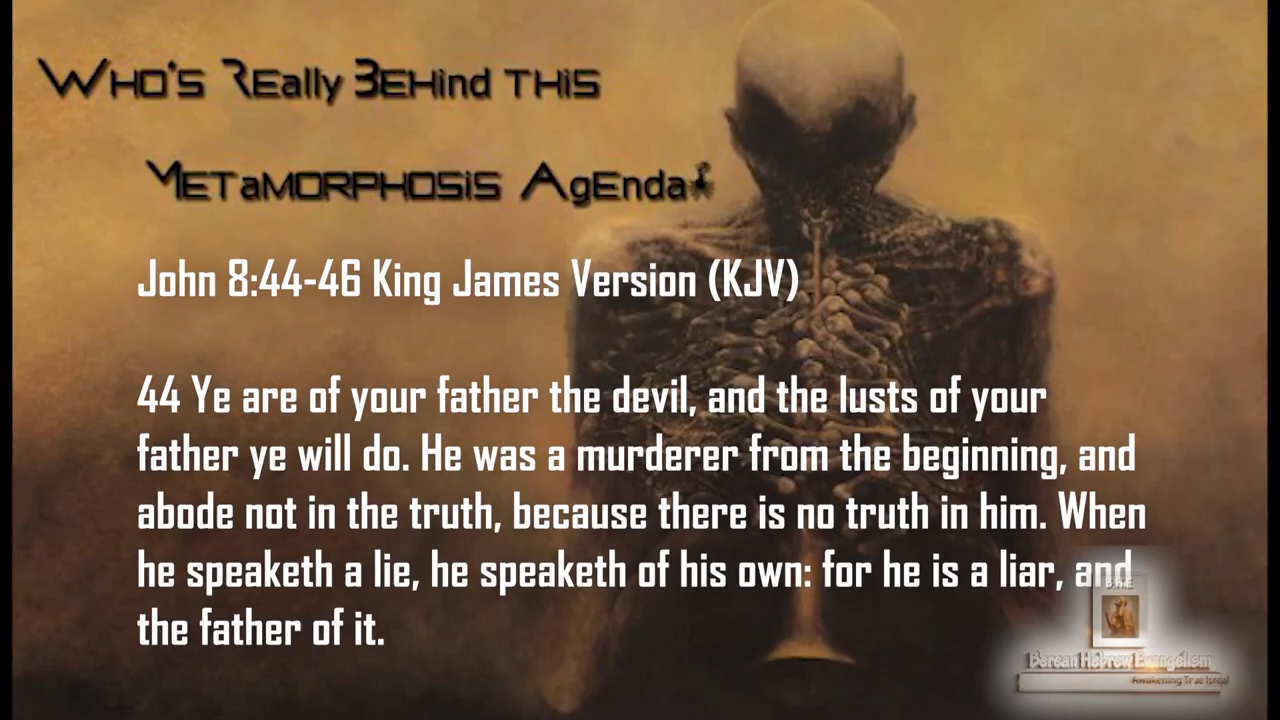 Who's Really Behind This
Metamorphosis Agenda?
John 8:44-46 King James Version (KJV)
44 Ye are of your father the devil, and the lusts of your
father ye will do. He was a murderer from the beginning, and
abode not in the truth, because there is no truth in him. When
he speaketh a lie, he speaketh of his own: for he is a liar, and
the father of it.
B.H.E
Berean Hebrew Evangelism
Awakening True Isreal